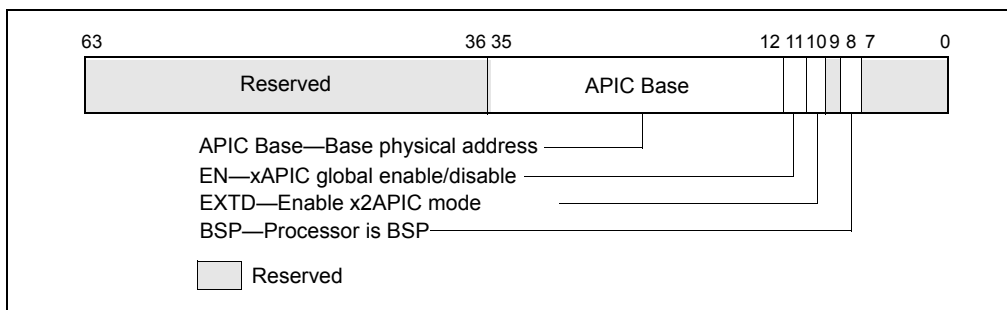 63 36 35 12 11 10 9 8 7 0
Reserved APIC Base
APIC Base—Base physical address
EN—xAPIC global enable/disable
EXTD—Enable x2APIC mode
BSP—Processor is BSP
Reserved